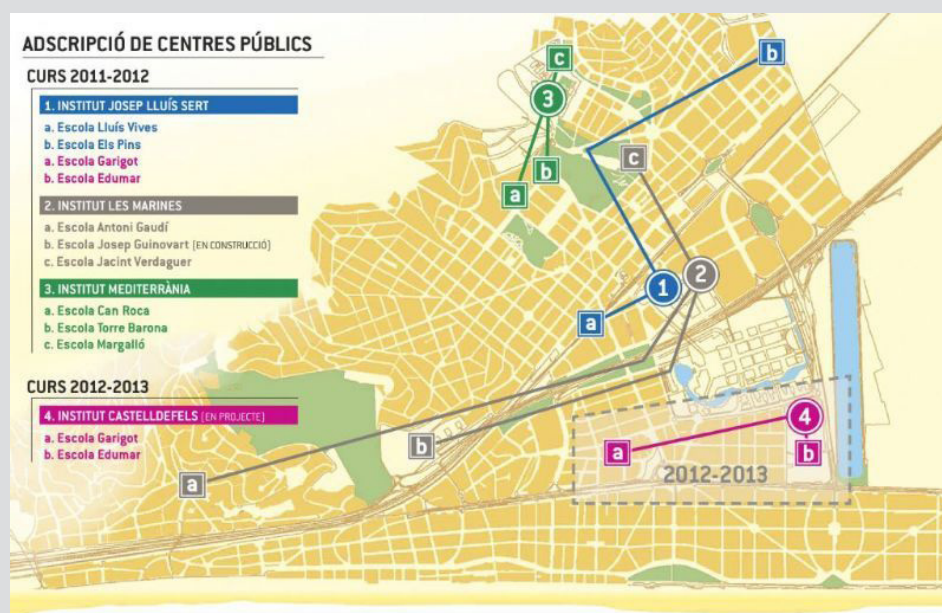 ADSCRIPCIÓ DE CENTRES PÚBLICS
CURS 2011-2012
1. INSTITUT JOSEP LLUÍS SERT
a. Escola Lluís Vives
b. Escola Els Pins
a. Escola Garigot
b. Escola Edumar
2. INSTITUT LES MARINES
a. Escola Antoni Gaudí
b. Escola Josep Guinovart (EN CONSTRUCCIÓ)
c. Escola Jacint Verdaguer
3. INSTITUT MEDITERRÀNIA
a. Escola Can Roca
b. Escola Torre Barona
c. Escola Margalló
CURS 2012-2013
4. INSTITUT CASTELLDEFELS (EN PROJECTE)
a. Escola Garigot
b. Escola Edumar
c
b
3
c
b
a
2
1
a
4
b
a
b
2012-2013
a